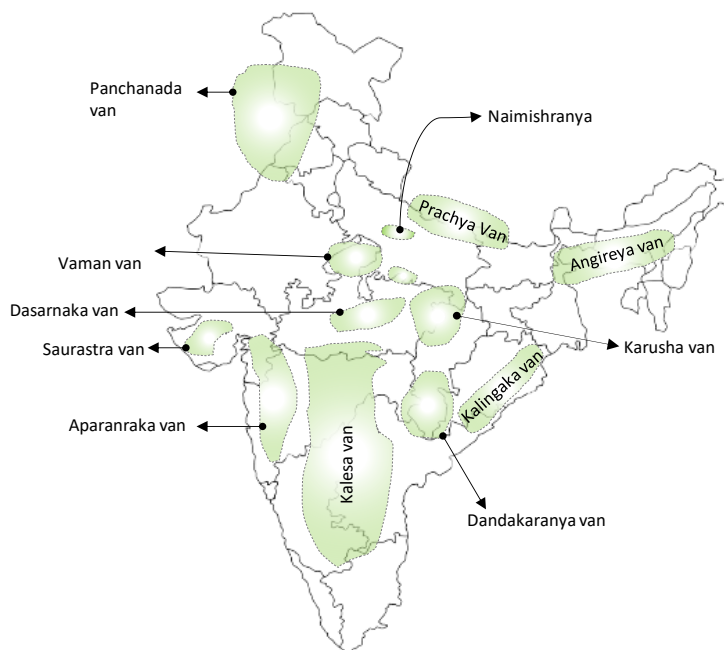 Panchanada
van
Naimishranya
Prachya Van
Angireya van
Vaman van
Dasarnaka van
Saurastra van
Karusha van
Kalingaka van
Aparanraka van
Kalesa van
Dandakaranya van